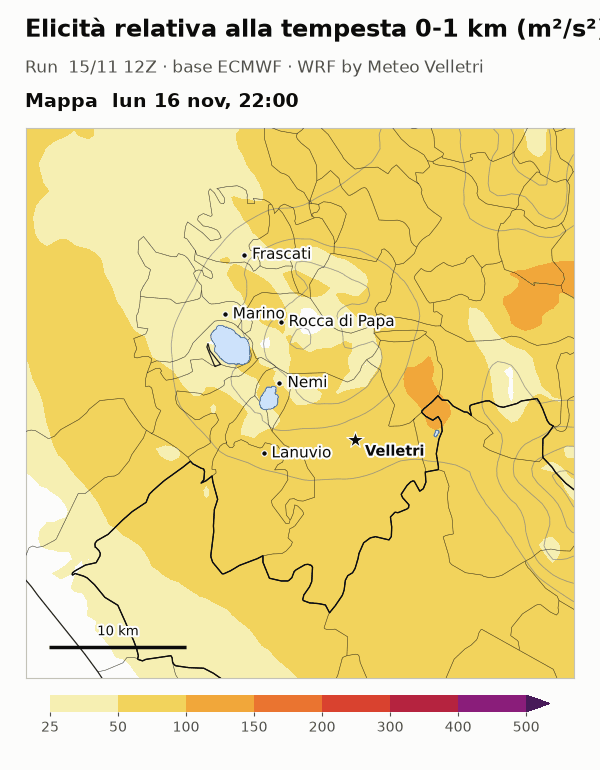 Elicità relativa alla tempesta 0-1 km (m²/s²)
Run  15/11 12Z · base ECMWF · WRF by Meteo Velletri
Mappa  lun 16 nov, 22:00
Frascati
Marino
Rocca di Papa
Nemi
Velletri
Lanuvio
10 km
25 50 100 150 200 300 400 500